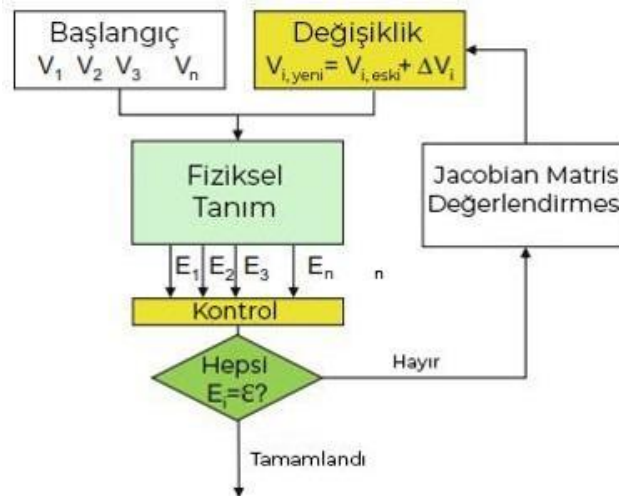 Başlangıç
V₁ V₂ V₃ Vₙ
Değişiklik
Vᵢ,yeni = Vᵢ,eski + ΔVᵢ
Fiziksel
Tanım
Jacobian Matris
Değerlendirmes
E₁ E₂ E₃ Eₙ n
Kontrol
Hepsi
Eᵢ=Ɛ?
Hayır
Tamamlandı